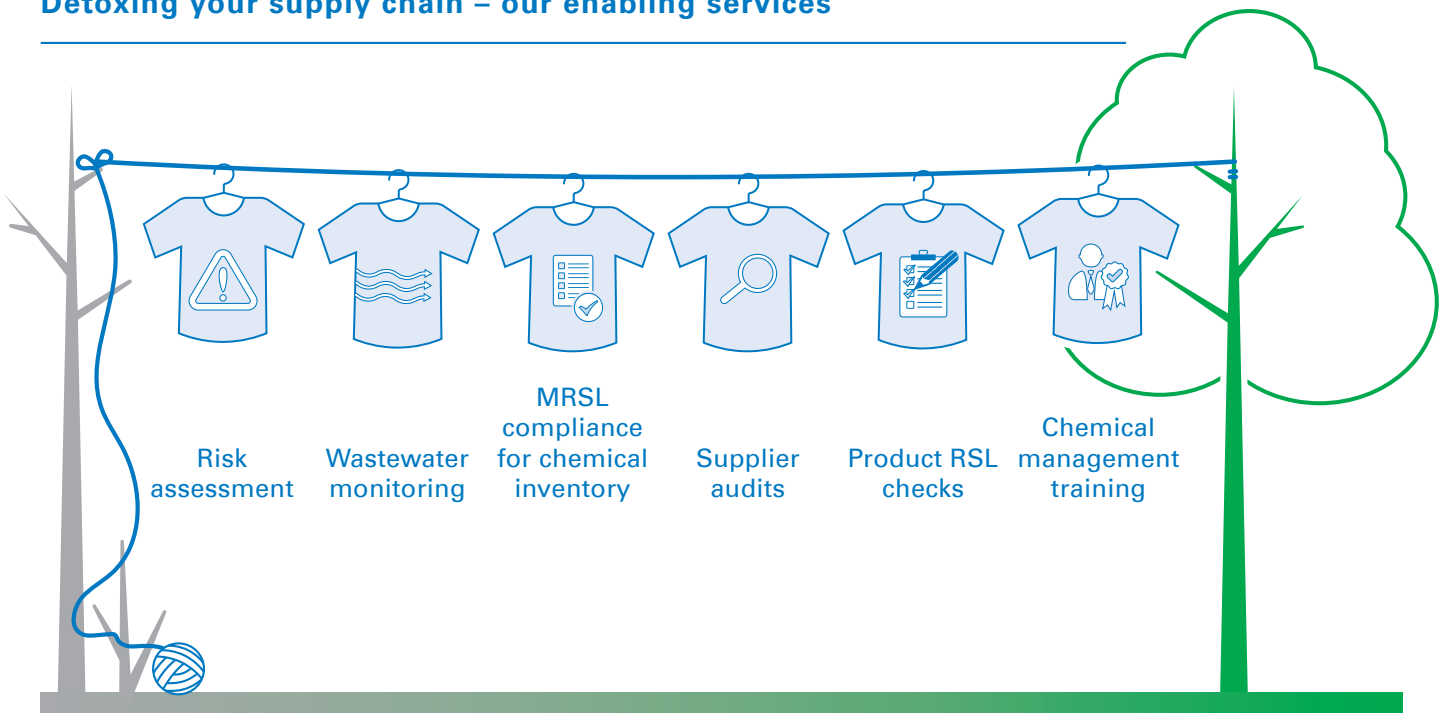 Detoxing your supply chain – our enabling services
Risk
assessment
Wastewater
monitoring
MRSL
compliance
for chemical
inventory
Supplier
audits
Product RSL
checks
Chemical
management
training